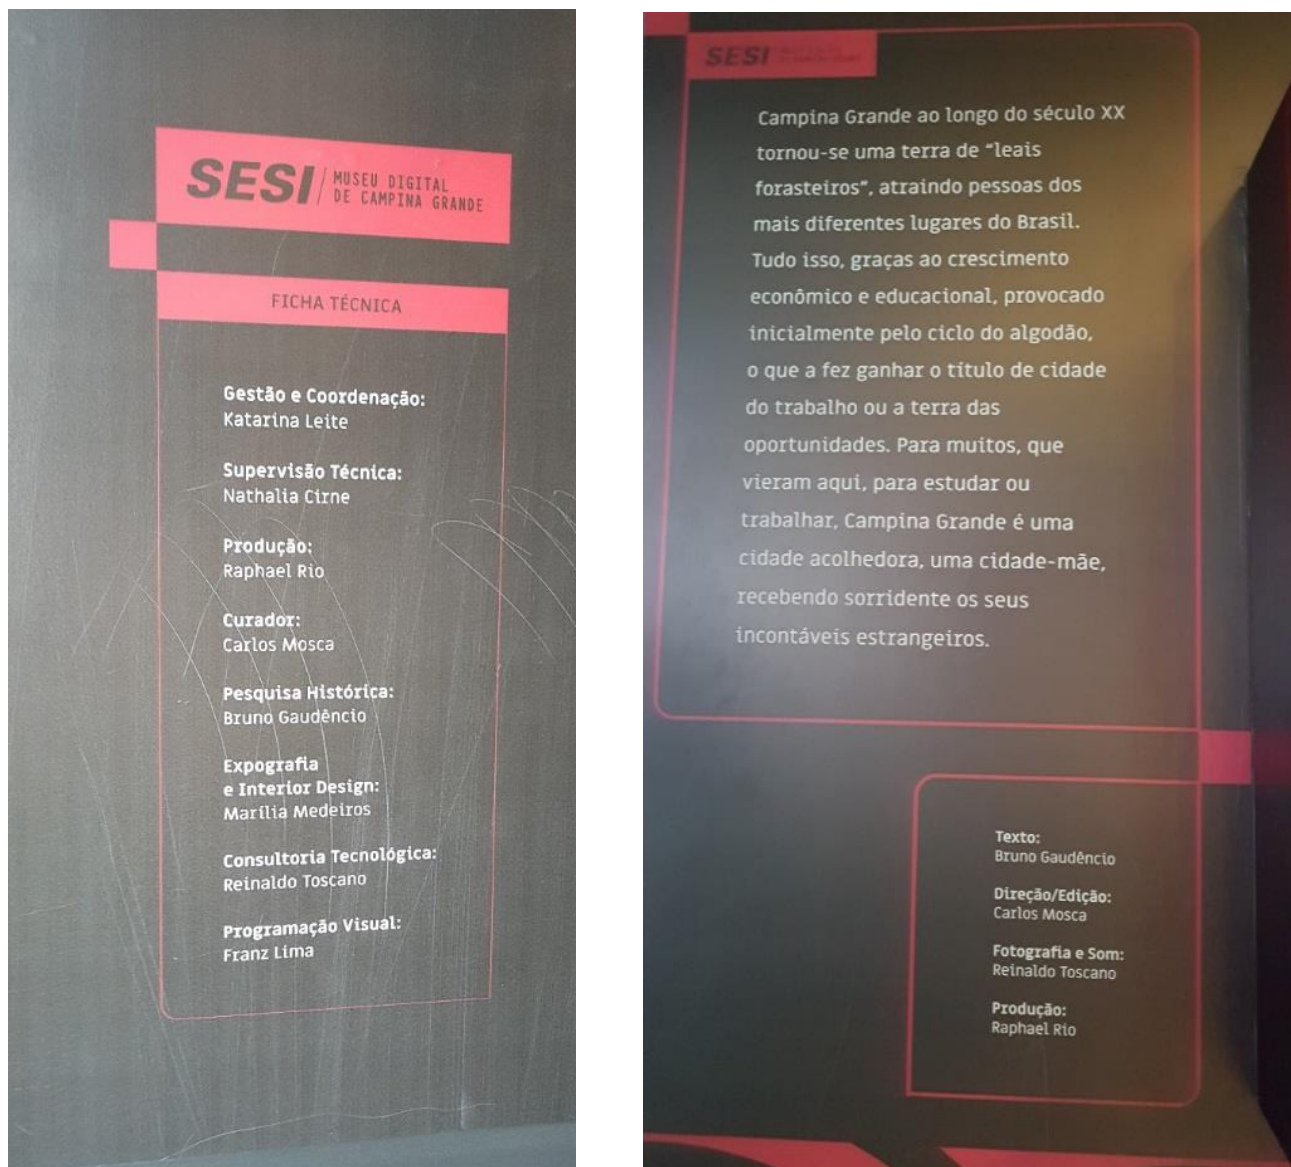 SESI / MUSEU DIGITAL
DE CAMPINA GRANDE
FICHA TÉCNICA
Gestão e Coordenação:
Katarina Leite
Supervisão Técnica:
Nathalia Cirne
Produção:
Raphael Rio
Curador:
Carlos Mosca
Pesquisa Histórica:
Bruno Gaudêncio
Expografia
e Interior Design:
Marília Medeiros
Consultoria Tecnológica:
Reinaldo Toscano
Programação Visual:
Franz Lima
SESI
Campina Grande ao longo do século XX
tornou-se uma terra de “leais
forasteiros”, atraindo pessoas dos
mais diferentes lugares do Brasil.
Tudo isso, graças ao crescimento
econômico e educacional, provocado
inicialmente pelo ciclo do algodão,
o que a fez ganhar o título de cidade
do trabalho ou a terra das
oportunidades. Para muitos, que
vieram aqui, para estudar ou
trabalhar, Campina Grande é uma
cidade acolhedora, uma cidade-mãe,
recebendo sorridente os seus
incontáveis estrangeiros.
Texto:
Bruno Gaudêncio
Direção/Edição:
Carlos Mosca
Fotografia e Som:
Reinaldo Toscano
Produção:
Raphael Rio